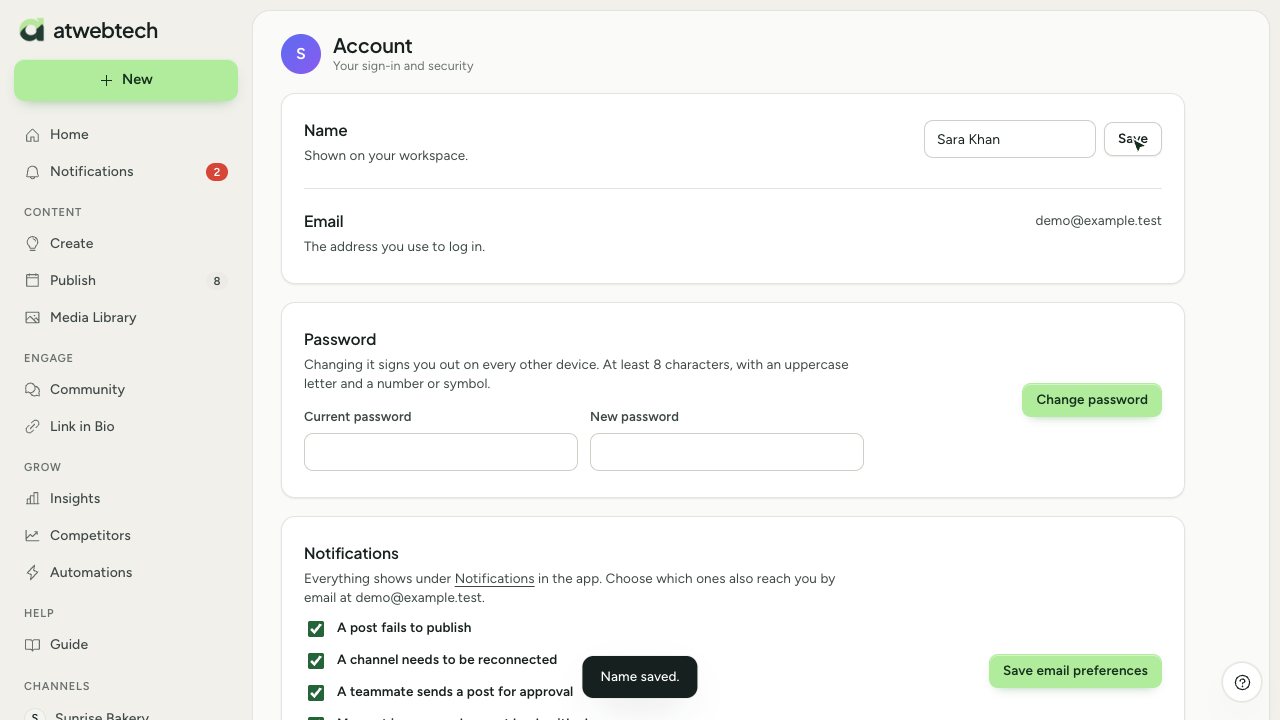 atwebtech
New
Home
Notifications 2
CONTENT
Create
Publish 8
Media Library
ENGAGE
Community
Link in Bio
GROW
Insights
Competitors
Automations
HELP
Guide
CHANNELS
S Sunrise Bakery
S
Account
Your sign-in and security
Name
Shown on your workspace.
Sara Khan
Save
Email
The address you use to log in.
demo@example.test
Password
Changing it signs you out on every other device. At least 8 characters, with an uppercase
letter and a number or symbol.
Current password
New password
Change password
Notifications
Everything shows under Notifications in the app. Choose which ones also reach you by
email at demo@example.test.
A post fails to publish
A channel needs to be reconnected
A teammate sends a post for approval
Save email preferences
Name saved.